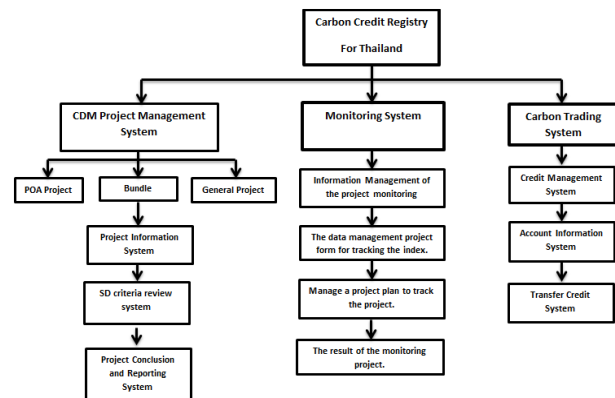 Carbon Credit Registry
For Thailand
CDM Project Management
System
Monitoring System
Carbon Trading
System
POA Project
Bundle
General Project
Information Management of
the project monitoring
Credit Management
System
Project Information
System
The data management project
form for tracking the index.
Account Information
System
SD criteria review
system
Manage a project plan to track
the project.
Transfer Credit
System
Project Conclusion
and Reporting
System
The result of the monitoring
project.